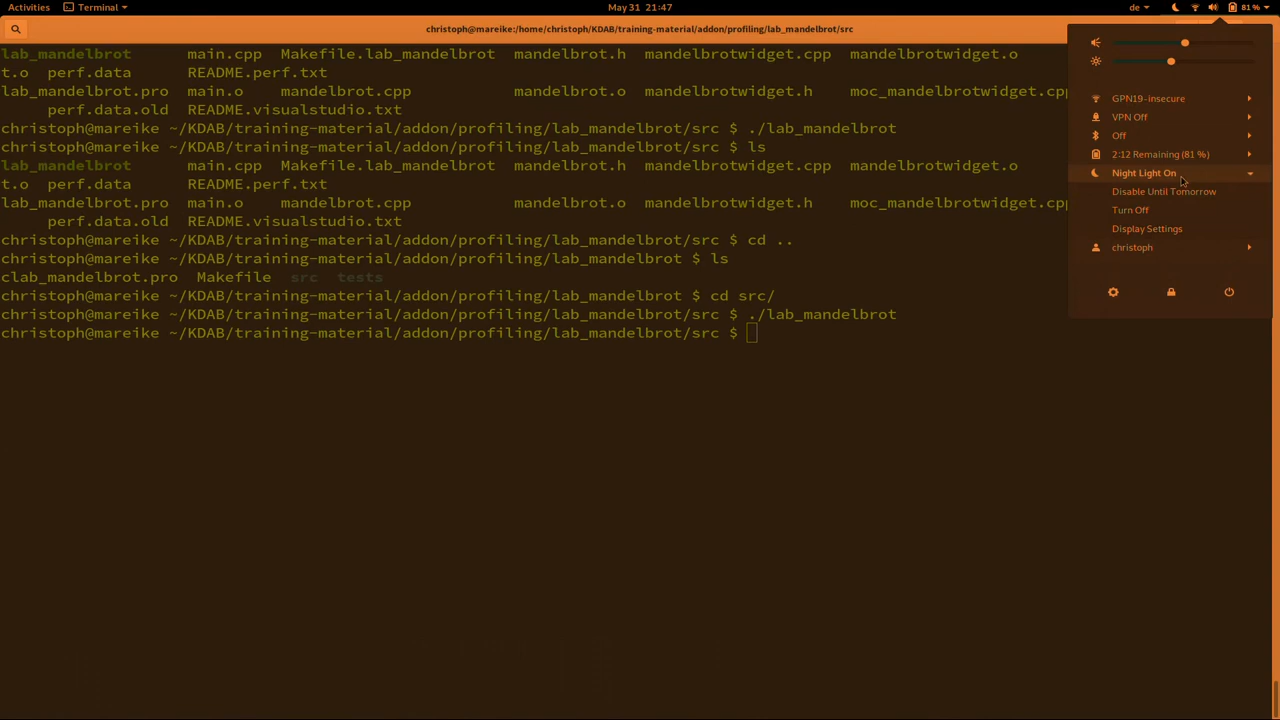 Activities Terminal May 31 21:47 de 81 %
christoph@mareike:/home/christoph/KDAB/training-material/addon/profiling/lab_mandelbrot/src
lab_mandelbrot main.cpp Makefile.lab_mandelbrot mandelbrot.h mandelbrotwidget.cpp mandelbrotwidget.o
t.o perf.data README.perf.txt
lab_mandelbrot.pro main.o mandelbrot.cpp mandelbrot.o mandelbrotwidget.h moc_mandelbrotwidget.cpp
perf.data.old README.visualstudio.txt
christoph@mareike ~/KDAB/training-material/addon/profiling/lab_mandelbrot/src $ ./lab_mandelbrot
christoph@mareike ~/KDAB/training-material/addon/profiling/lab_mandelbrot/src $ ls
lab_mandelbrot main.cpp Makefile.lab_mandelbrot mandelbrot.h mandelbrotwidget.cpp mandelbrotwidget.o
t.o perf.data README.perf.txt
lab_mandelbrot.pro main.o mandelbrot.cpp mandelbrot.o mandelbrotwidget.h moc_mandelbrotwidget.cpp
perf.data.old README.visualstudio.txt
christoph@mareike ~/KDAB/training-material/addon/profiling/lab_mandelbrot/src $ cd ..
christoph@mareike ~/KDAB/training-material/addon/profiling/lab_mandelbrot $ ls
clab_mandelbrot.pro Makefile src tests
christoph@mareike ~/KDAB/training-material/addon/profiling/lab_mandelbrot $ cd src/
christoph@mareike ~/KDAB/training-material/addon/profiling/lab_mandelbrot/src $ ./lab_mandelbrot
christoph@mareike ~/KDAB/training-material/addon/profiling/lab_mandelbrot/src $
GPN19-insecure
VPN Off
Off
2:12 Remaining (81 %)
Night Light On
Disable Until Tomorrow
Turn Off
Display Settings
christoph